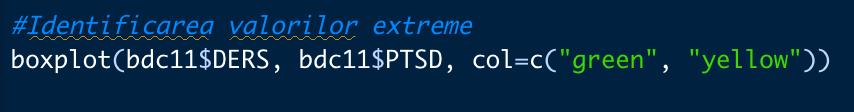 #Identificarea valorilor extreme
boxplot(bdc11$DERS, bdc11$PTSD, col=c("green", "yellow"))